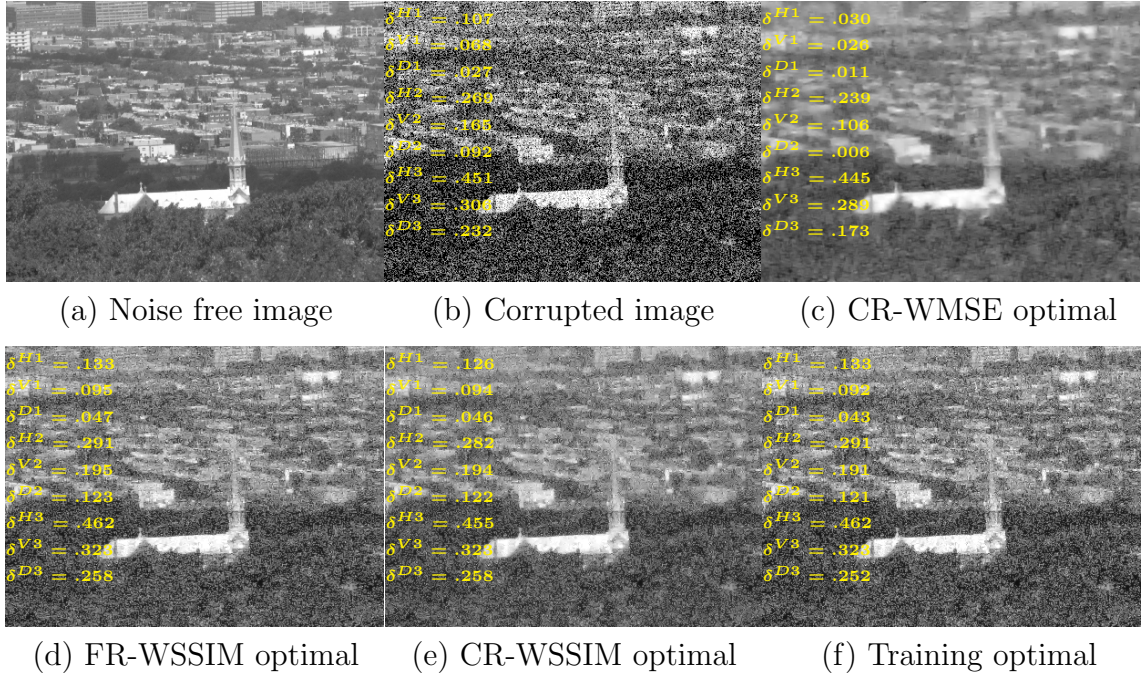 δ^{H1} = .107
δ^{V1} = .068
δ^{D1} = .027
δ^{H2} = .269
δ^{V2} = .165
δ^{D2} = .092
δ^{H3} = .451
δ^{V3} = .306
δ^{D3} = .232
δ^{H1} = .030
δ^{V1} = .026
δ^{D1} = .011
δ^{H2} = .239
δ^{V2} = .106
δ^{D2} = .006
δ^{H3} = .445
δ^{V3} = .289
δ^{D3} = .173
(a) Noise free image
(b) Corrupted image
(c) CR-WMSE optimal
δ^{H1} = .133
δ^{V1} = .095
δ^{D1} = .047
δ^{H2} = .291
δ^{V2} = .195
δ^{D2} = .123
δ^{H3} = .462
δ^{V3} = .323
δ^{D3} = .258
δ^{H1} = .126
δ^{V1} = .094
δ^{D1} = .046
δ^{H2} = .282
δ^{V2} = .194
δ^{D2} = .122
δ^{H3} = .455
δ^{V3} = .323
δ^{D3} = .258
δ^{H1} = .133
δ^{V1} = .092
δ^{D1} = .043
δ^{H2} = .291
δ^{V2} = .191
δ^{D2} = .121
δ^{H3} = .462
δ^{V3} =
δ^{D3} = .252
(d) FR-WSSIM optimal
(e) CR-WSSIM optimal
(f) Training optimal